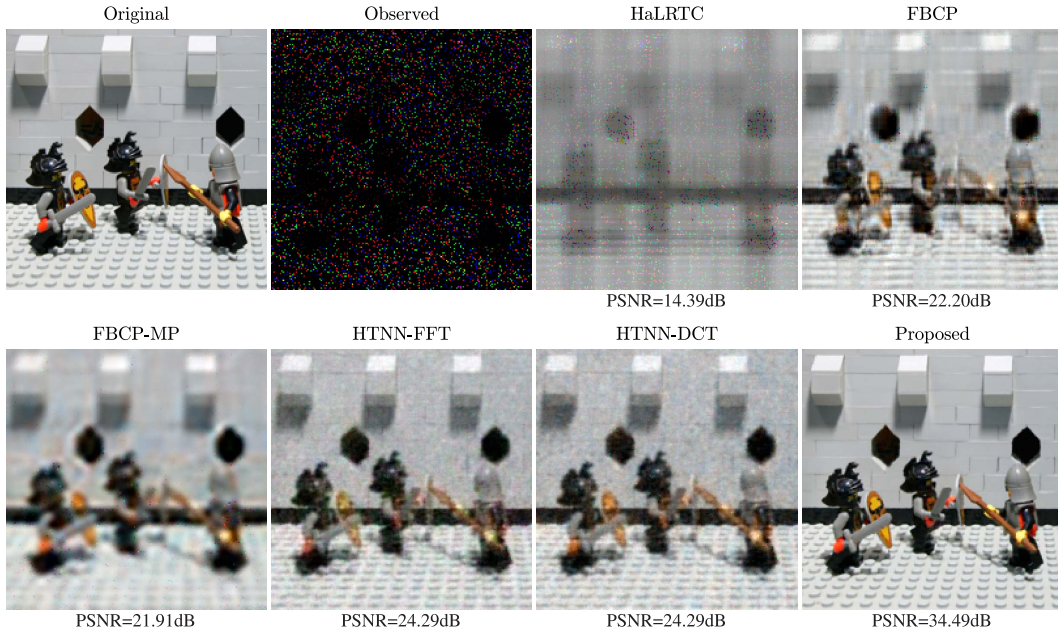 Original
Observed
HaLRTC
FBCP
PSNR=14.39dB
PSNR=22.20dB
FBCP-MP
HTNN-FFT
HTNN-DCT
Proposed
PSNR=21.91dB
PSNR=24.29dB
PSNR=24.29dB
PSNR=34.49dB